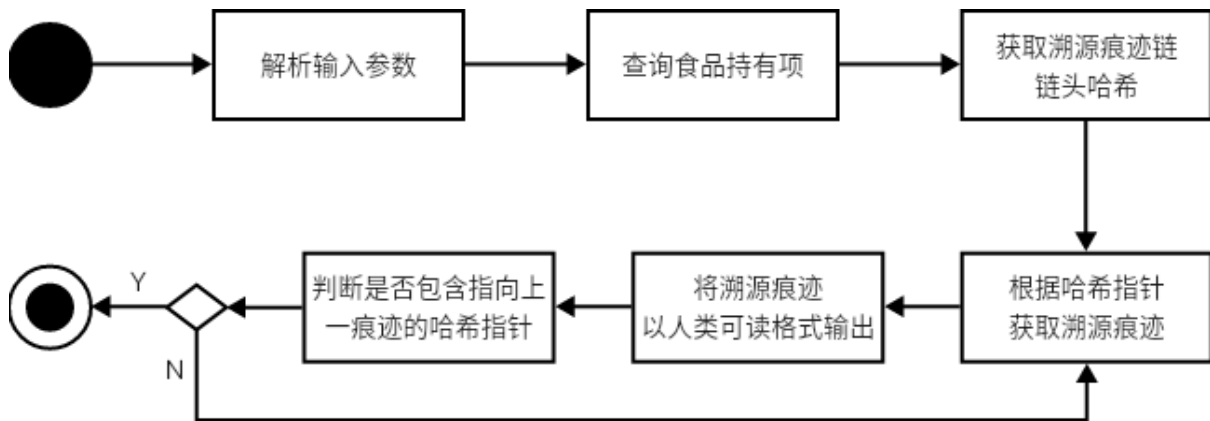 解析输入参数
查询食品持有项
获取溯源痕迹链
链头哈希
根据哈希指针
获取溯源痕迹
将溯源痕迹
以人类可读格式输出
判断是否包含指向上
一痕迹的哈希指针
Y
N